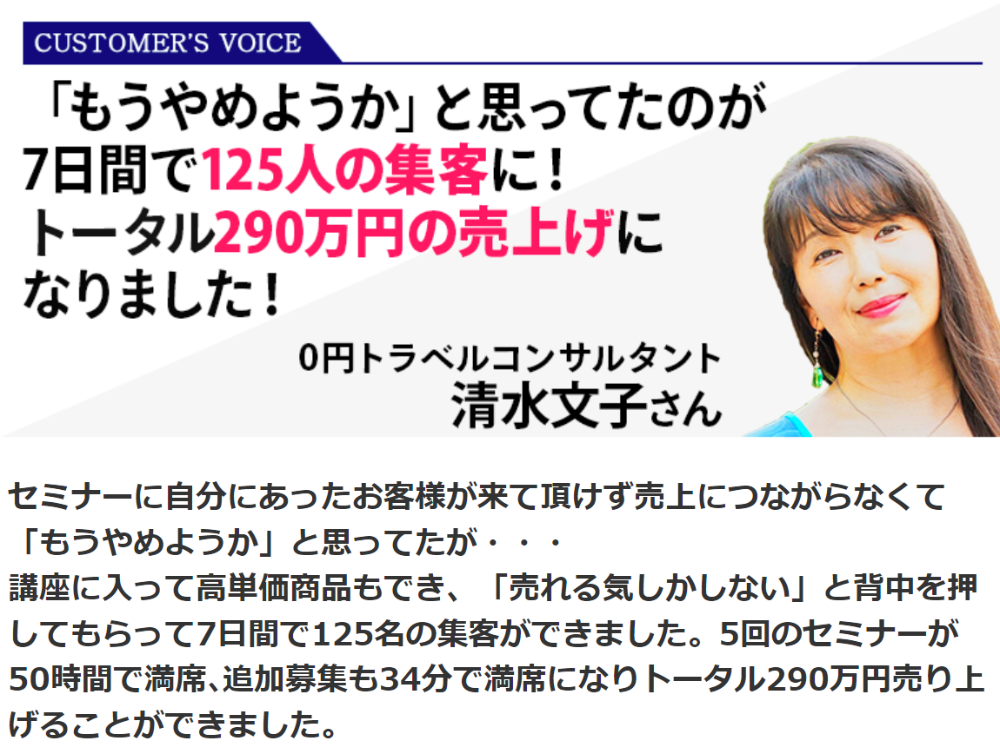 CUSTOMER'S VOICE
「もうやめようか」と思ってたのが
7日間で125人の集客に！
トータル290万円の売上げに
なりました！
0円トラベルコンサルタント
清水文子さん
セミナーに自分にあったお客様が来て頂けず売上につながらなくて
「もうやめようか」と思ってたが・・・
講座に入って高単価商品もでき、「売れる気しかしない」と背中を押
してもらって7日間で125名の集客ができました。5回のセミナーが
50時間で満席､追加募集も34分で満席になりトータル290万円売り上
げることができました。